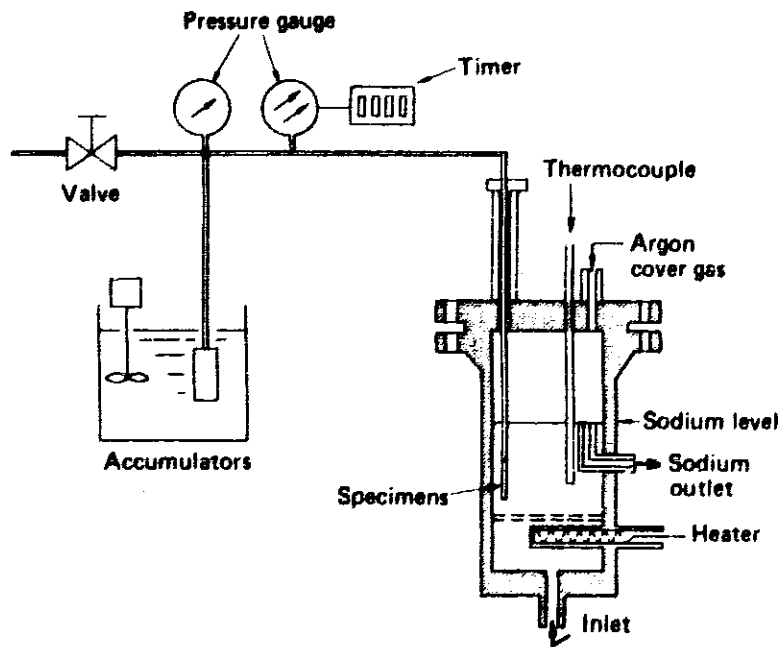 Pressure gauge
Timer
Valve
Thermocouple
Argon
cover gas
Sodium level
Accumulators
Sodium
outlet
Specimens
Heater
Inlet